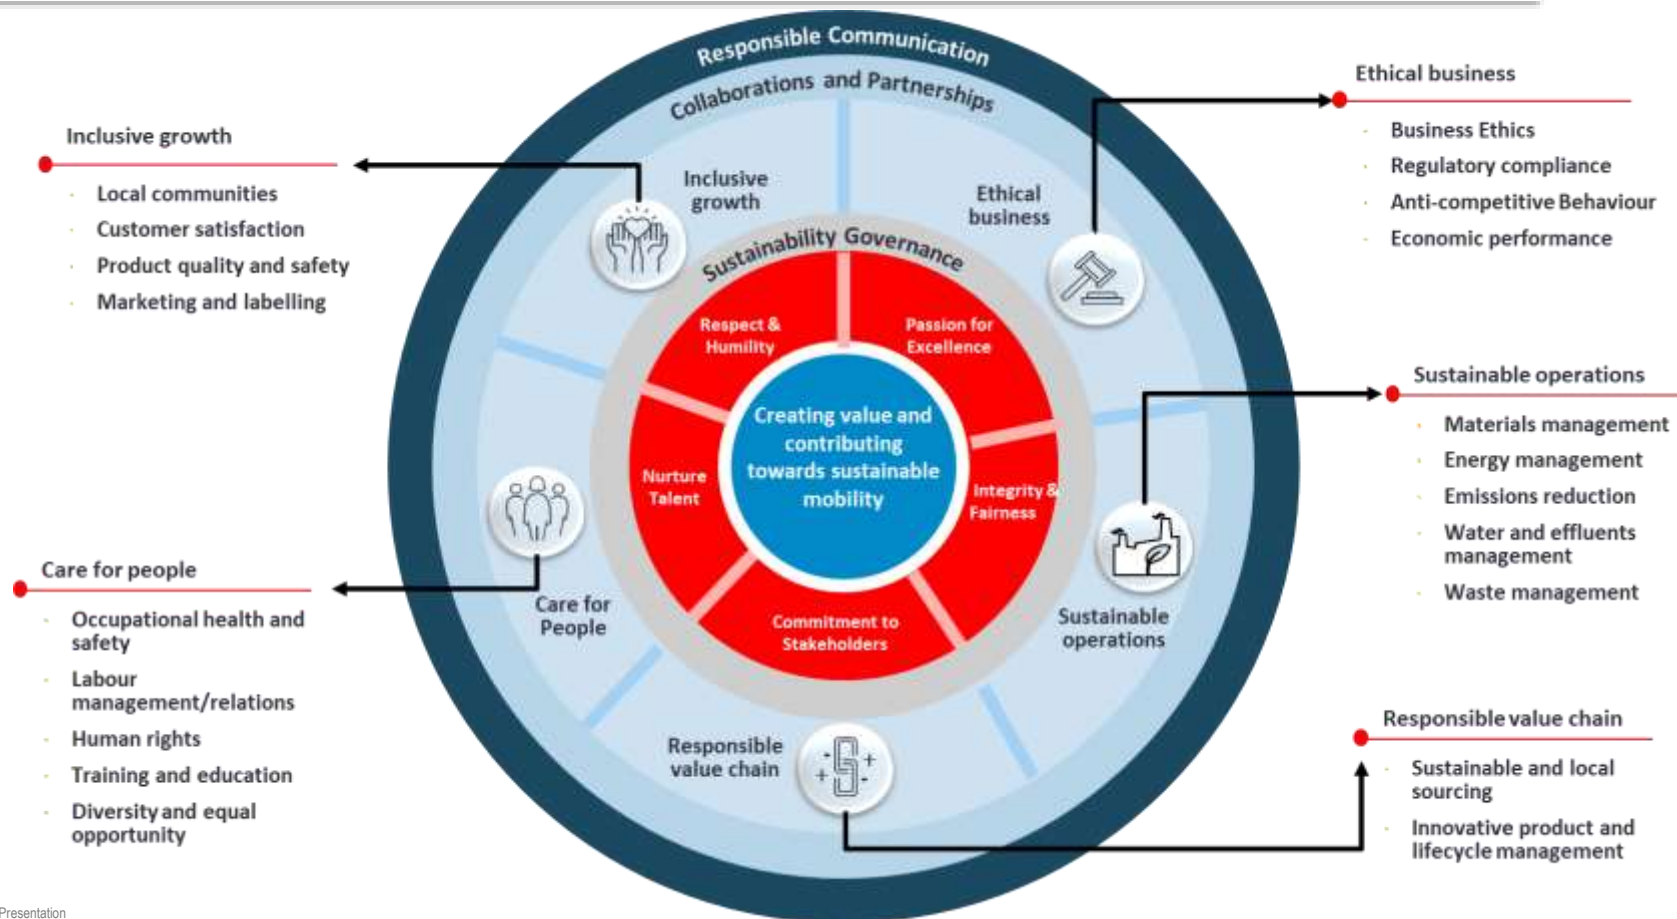 Responsible Communication
Collaborations and Partnerships
Inclusive
growth
Ethical
business
Sustainability Governance
Respect &
Humility
Passion for
Excellence
Creating value and
contributing
towards sustainable
mobility
Nurture
Talent
Integrity &
Fairness
Commitment to
Stakeholders
Care for
People
Sustainable
operations
Responsible
value chain
Inclusive growth
Local communities
Customer satisfaction
Product quality and safety
Marketing and labelling
Care for people
Occupational health and
safety
Labour
management/relations
Human rights
Training and education
Diversity and equal
opportunity
Ethical business
Business Ethics
Regulatory compliance
Anti-competitive Behaviour
Economic performance
Sustainable operations
Materials management
Energy management
Emissions reduction
Water and effluents
management
Waste management
Responsible value chain
Sustainable and local
sourcing
Innovative product and
lifecycle management
Presentation